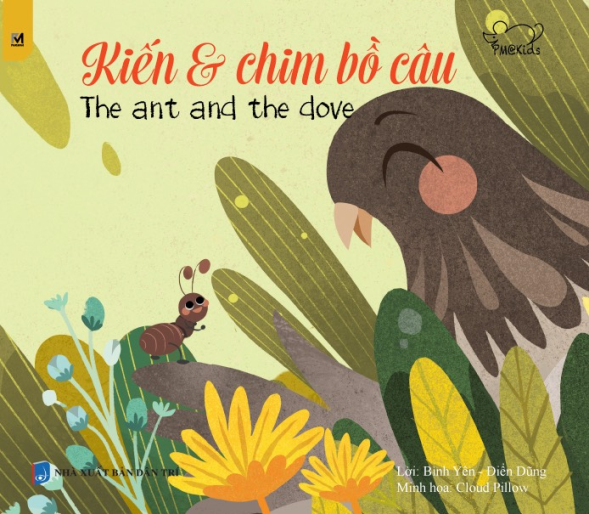 Kiến & chim bồ câu
The ant and the dove
PM@Kids
NHÀ XUẤT BẢN DÂN TRÍ
Lời: Bình Yên - Điền Dũng
Minh họa: Cloud Pillow